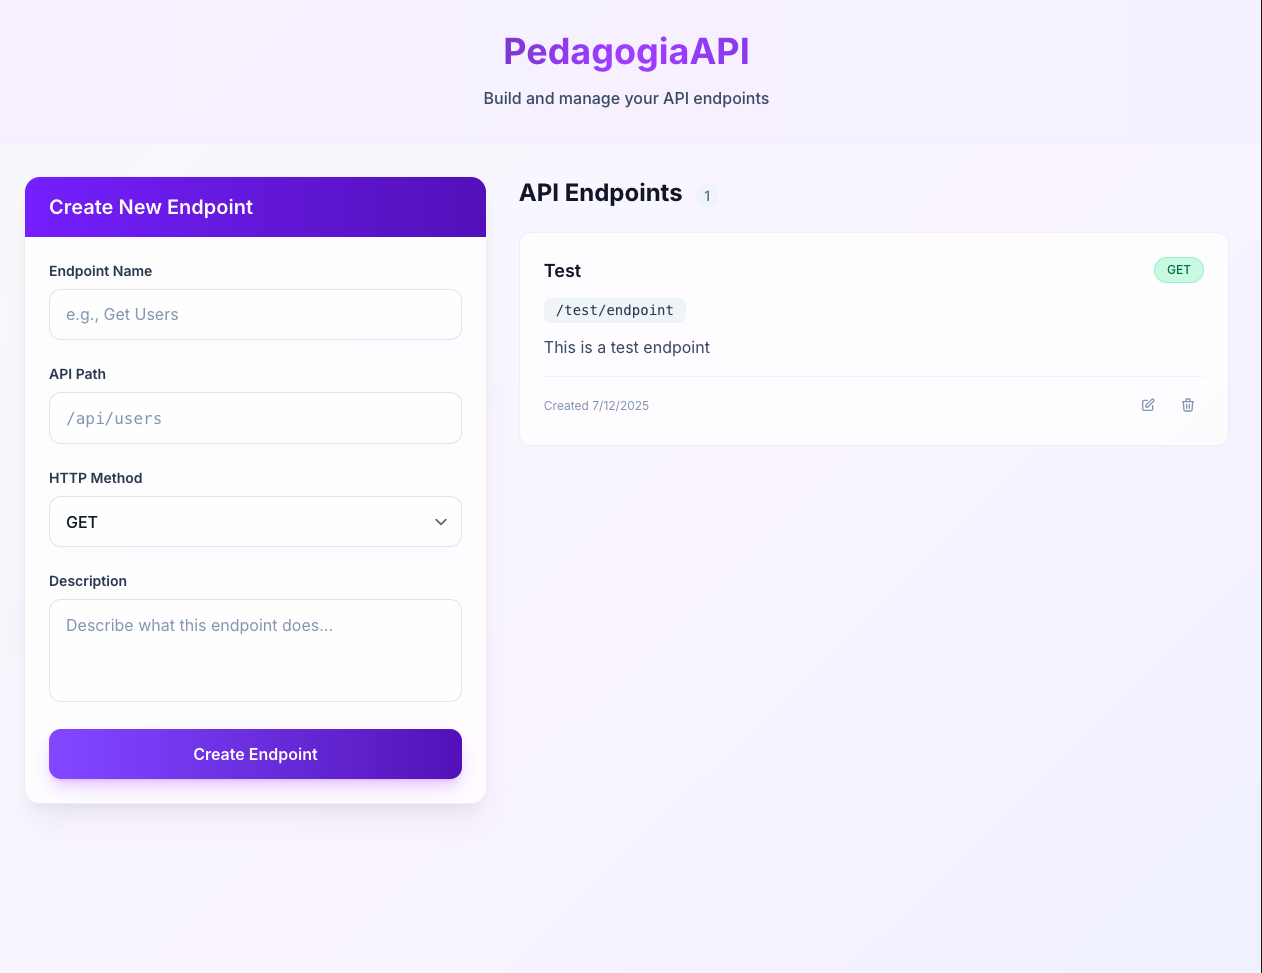 PedagogiaAPI
Build and manage your API endpoints
Create New Endpoint
Endpoint Name
e.g., Get Users
API Path
/api/users
HTTP Method
GET
Description
Describe what this endpoint does...
Create Endpoint
API Endpoints 1
Test GET
/test/endpoint
This is a test endpoint
Created 7/12/2025